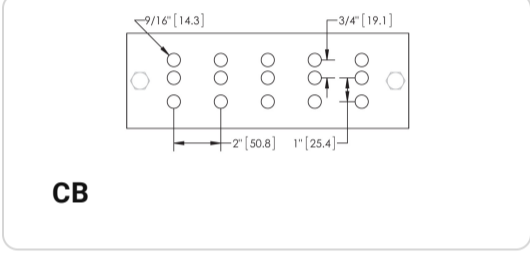 9/16" [14.3]
3/4" [19.1]
2" [50.8]
1" [25.4]
CB